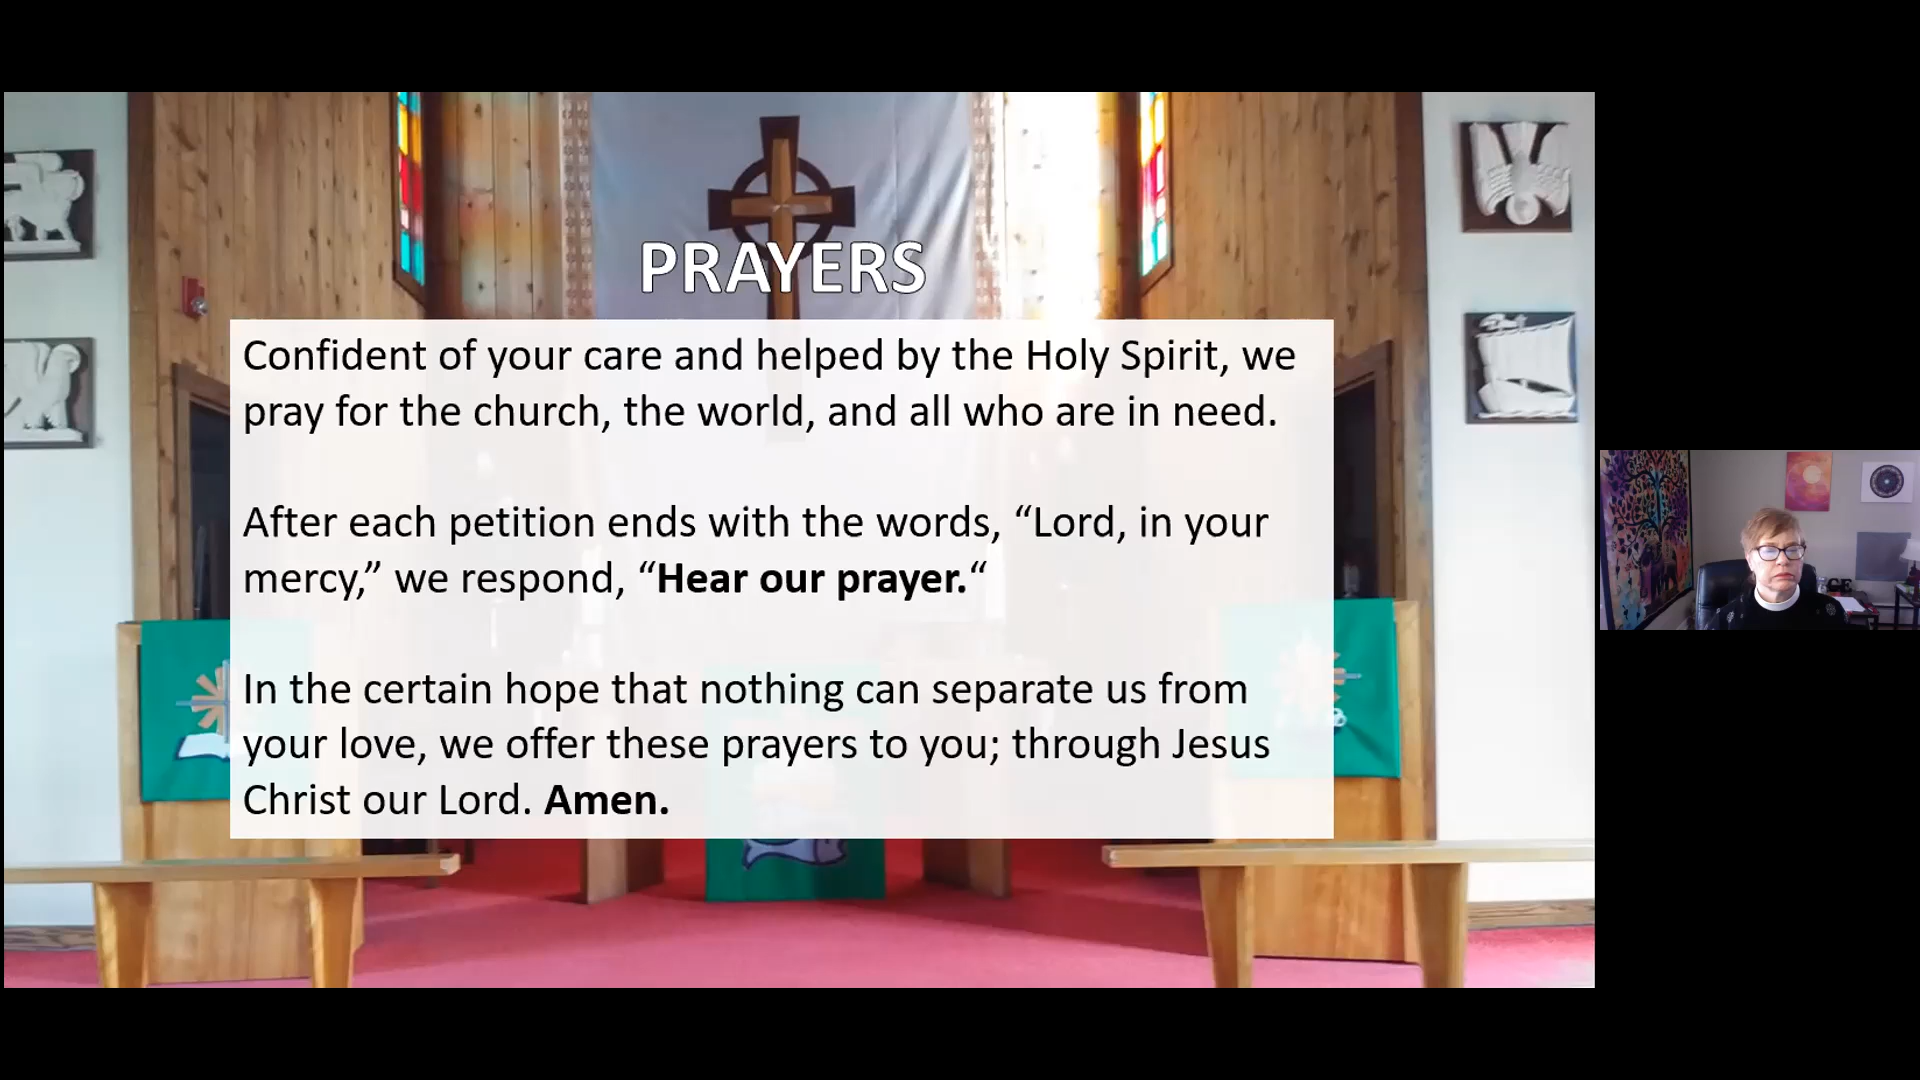 PRAYERS
Confident of your care and helped by the Holy Spirit, we
pray for the church, the world, and all who are in need.
After each petition ends with the words, “Lord, in your
mercy,” we respond, “Hear our prayer.“
In the certain hope that nothing can separate us from
your love, we offer these prayers to you; through Jesus
Christ our Lord. Amen.